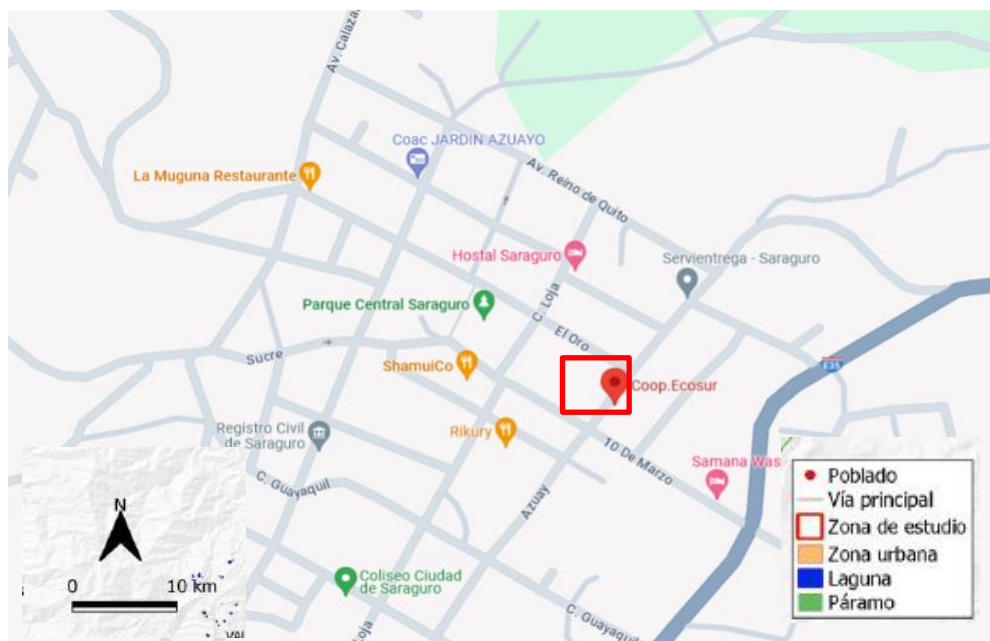 Av. Calaza
Coac JARDIN AZUAYO
La Muguna Restaurante
Av. Reino de Quito
Hostal Saraguro
Servientrega - Saraguro
Parque Central Saraguro
C. Loja
El Oro
Sucre
ShamuiCo
E35
Coop.Ecosur
Registro Civil
de Saraguro
Rikury
10 De Marzo
Samana Was
C. Guayaquil
Azuay
Coliseo Ciudad
de Saraguro
C. Guayaquil
Loja
N
0 10 km
Poblado
Vía principal
Zona de estudio
Zona urbana
Laguna
Páramo